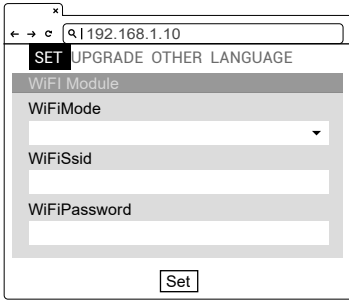 192.168.1.10
SET UPGRADE OTHER LANGUAGE
WiFI Module
WiFiMode
WiFiSsid
WiFiPassword
Set